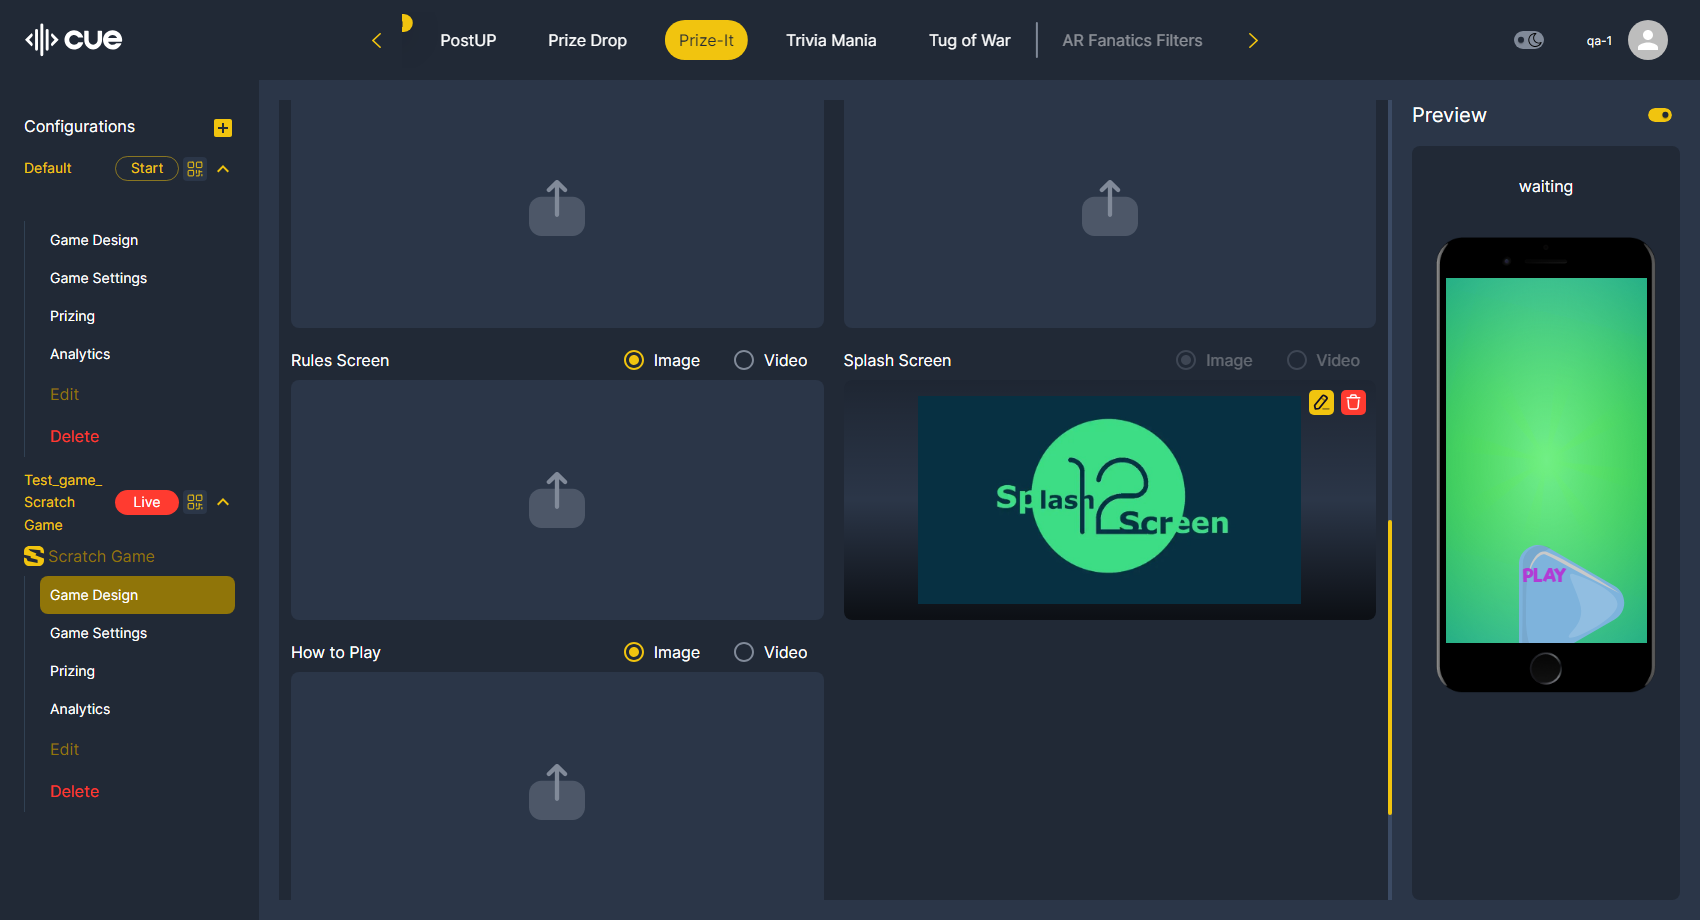 cue
PostUP
Prize Drop
Prize-It
Trivia Mania
Tug of War
AR Fanatics Filters
qa-1
Configurations
Default
Start
Game Design
Game Settings
Prizing
Analytics
Edit
Delete
Test_game_
Scratch
Game
Live
Scratch Game
Game Design
Game Settings
Prizing
Analytics
Edit
Delete
Rules Screen
Image
Video
Splash Screen
Image
Video
Splash
12
Screen
How to Play
Image
Video
Preview
waiting
PLAY